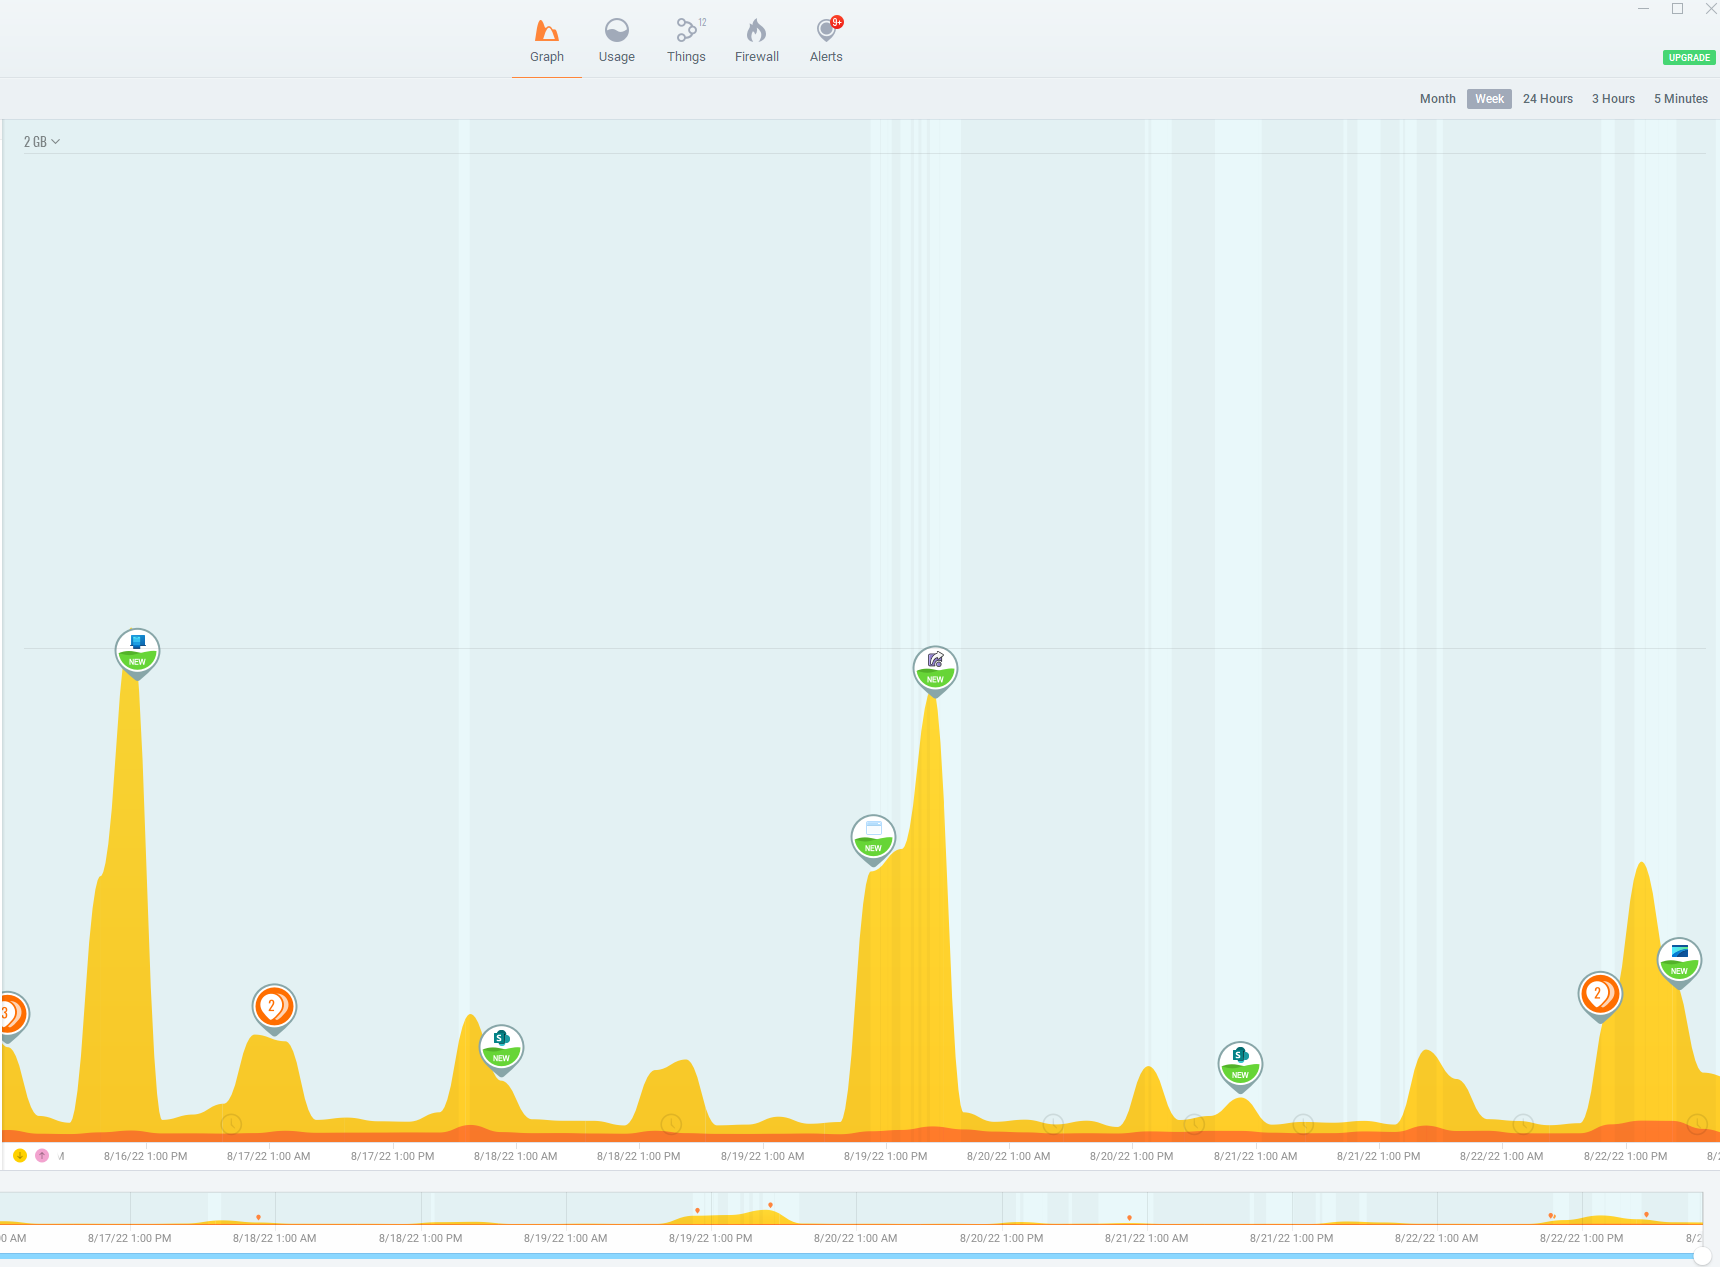 12
9+
Graph Usage Things Firewall Alerts
UPGRADE
Month Week 24 Hours 3 Hours 5 Minutes
2 GB
NEW
NEW
NEW
NEW
3
2
2
NEW
S
NEW
S
NEW
8/16/22 1:00 PM 8/17/22 1:00 AM 8/17/22 1:00 PM 8/18/22 1:00 AM 8/18/22 1:00 PM 8/19/22 1:00 AM 8/19/22 1:00 PM 8/20/22 1:00 AM 8/20/22 1:00 PM 8/21/22 1:00 AM 8/21/22 1:00 PM 8/22/22 1:00 AM 8/22/22 1:00 PM 8/2
0 AM 8/17/22 1:00 PM 8/18/22 1:00 AM 8/18/22 1:00 PM 8/19/22 1:00 AM 8/19/22 1:00 PM 8/20/22 1:00 AM 8/20/22 1:00 PM 8/21/22 1:00 AM 8/21/22 1:00 PM 8/22/22 1:00 AM 8/22/22 1:00 PM 8/2